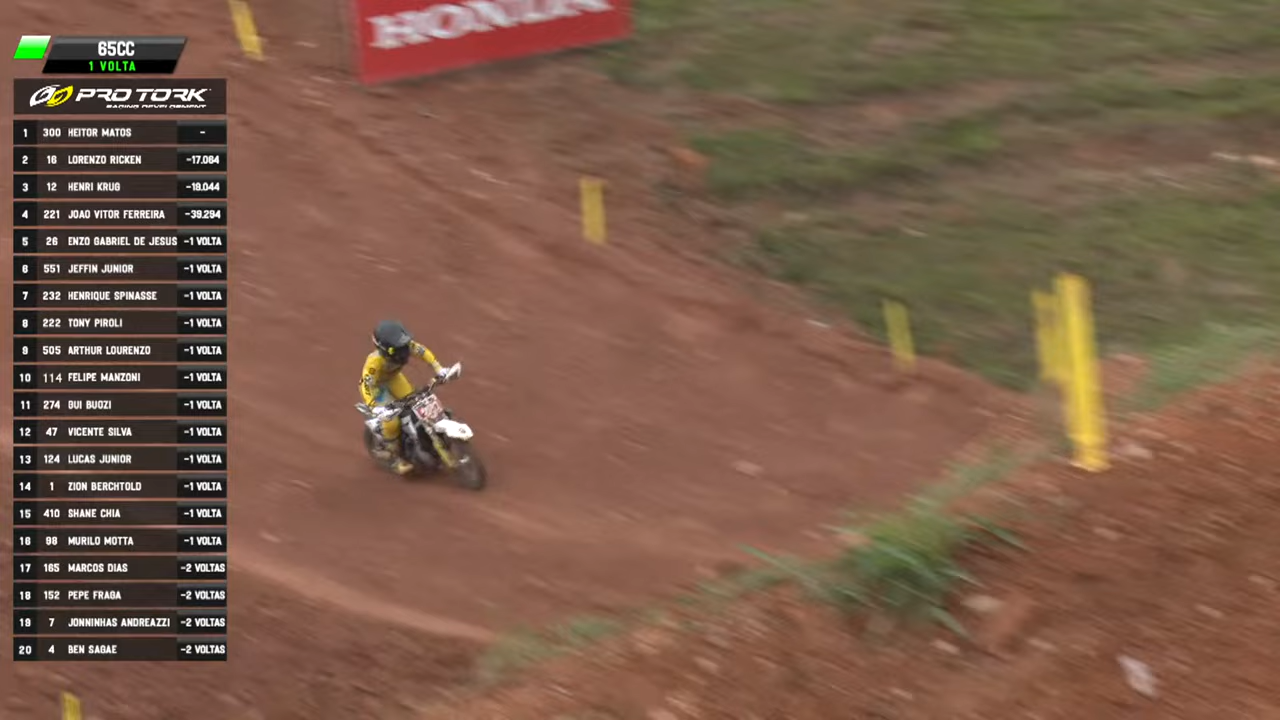 HONDA
65CC
1 VOLTA
PRO TORK
RACING DEVELOPMENT
1 300 HEITOR MATOS -
2 16 LORENZO RICKEN -17.064
3 12 HENRI KRUG -19.044
4 221 JOAO VITOR FERREIRA -39.294
5 26 ENZO GABRIEL DE JESUS -1 VOLTA
6 551 JEFFIN JUNIOR -1 VOLTA
7 232 HENRIQUE SPINASSE -1 VOLTA
8 222 TONY PIROLI -1 VOLTA
9 505 ARTHUR LOURENZO -1 VOLTA
10 114 FELIPE MANZONI -1 VOLTA
11 274 GUI BUOZI -1 VOLTA
12 47 VICENTE SILVA -1 VOLTA
13 124 LUCAS JUNIOR -1 VOLTA
14 1 ZION BERCHTOLD -1 VOLTA
15 410 SHANE CHIA -1 VOLTA
16 98 MURILO MOTTA -1 VOLTA
17 165 MARCOS DIAS -2 VOLTAS
18 152 PEPE FRAGA -2 VOLTAS
19 7 JONNINHAS ANDREAZZI -2 VOLTAS
20 4 BEN SAGAE -2 VOLTAS